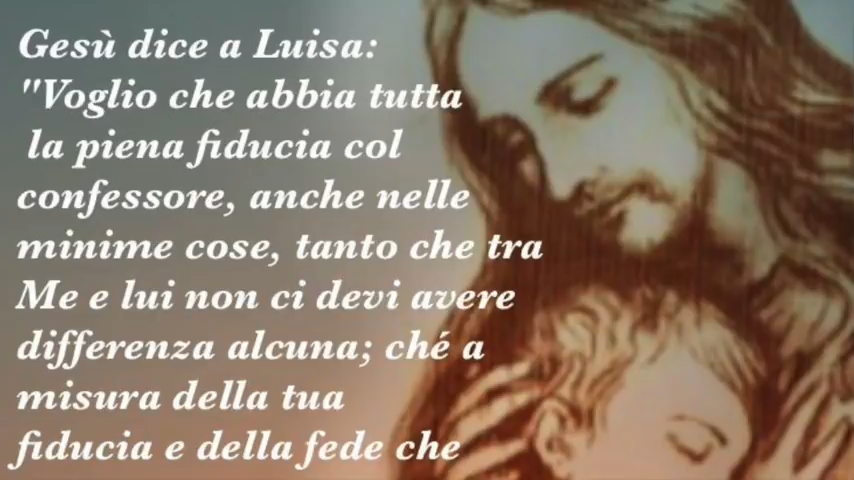 Gesù dice a Luisa:
"Voglio che abbia tutta
la piena fiducia col
confessore, anche nelle
minime cose, tanto che tra
Me e lui non ci devi avere
differenza alcuna; ché a
misura della tua
fiducia e della fede che